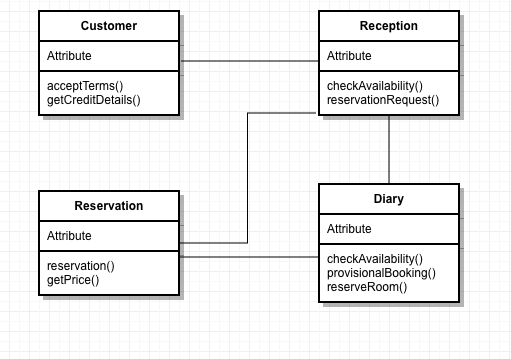 Customer
Attribute
acceptTerms()
getCreditDetails()
Reception
Attribute
checkAvailability()
reservationRequest()
Reservation
Attribute
reservation()
getPrice()
Diary
Attribute
checkAvailability()
provisionalBooking()
reserveRoom()